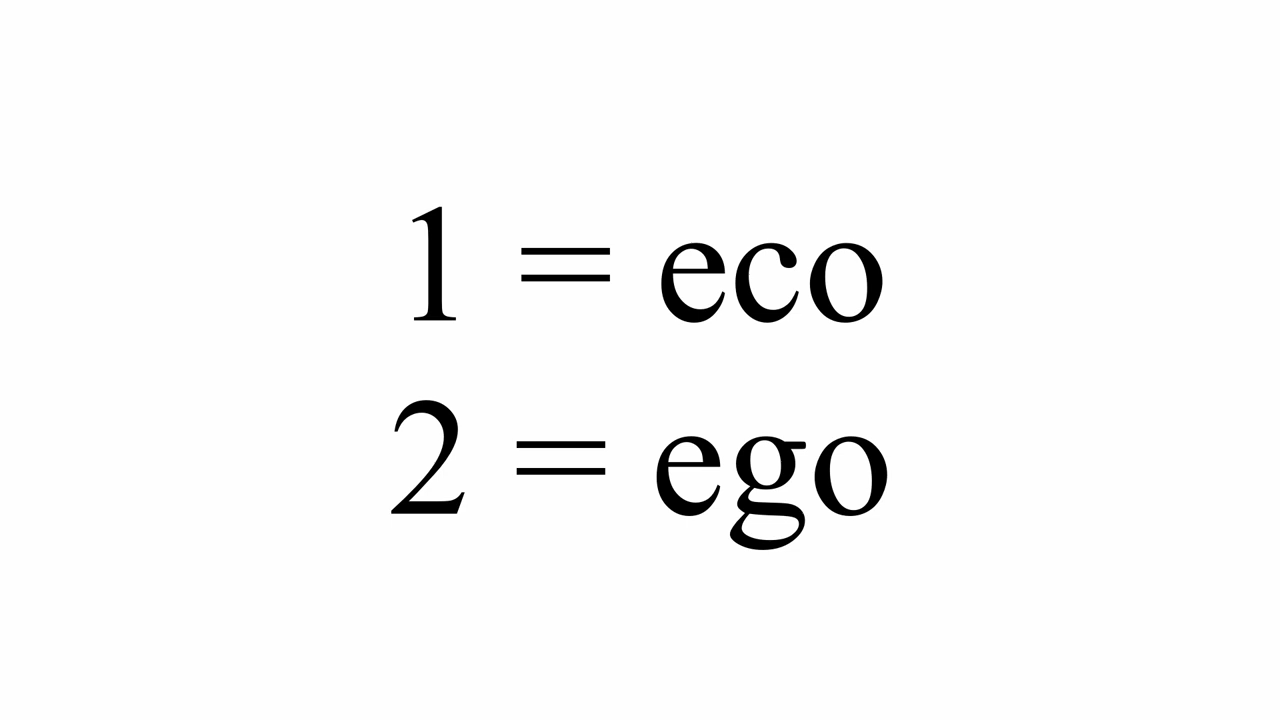 1 = eco
2 = ego